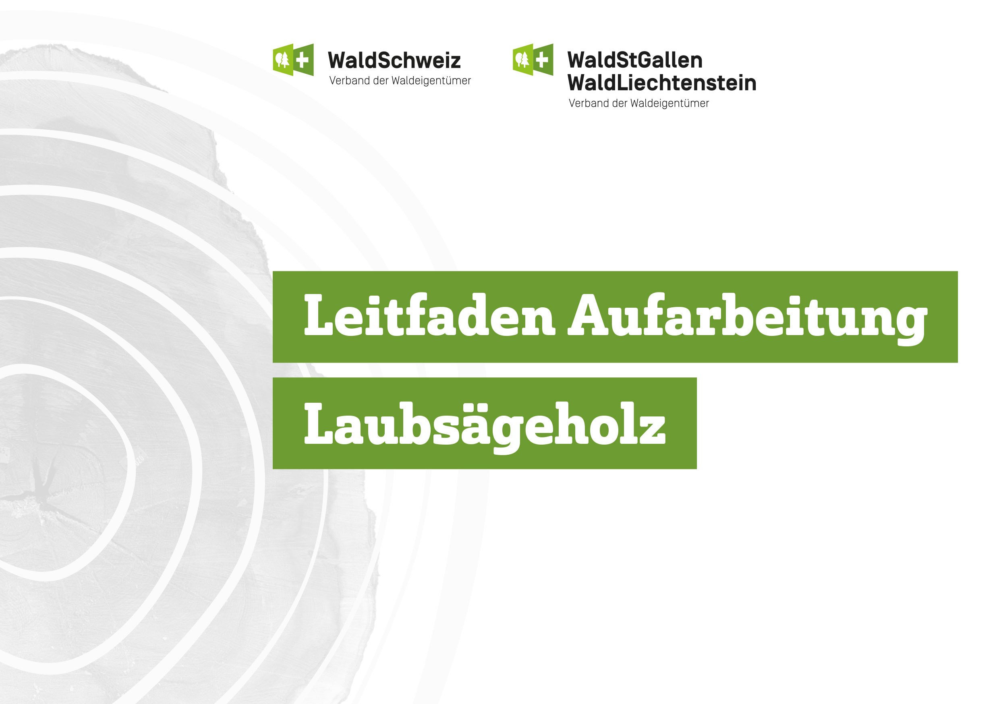 WaldSchweiz
Verband der Waldeigentümer
WaldStGallen
WaldLiechtenstein
Verband der Waldeigentümer
Leitfaden Aufarbeitung
Laubsägeholz